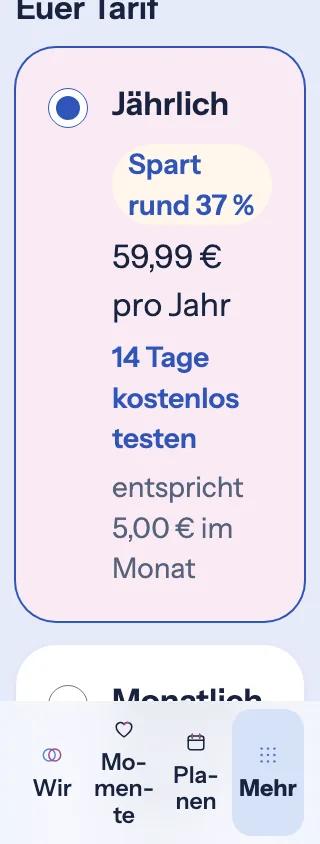 Euer Tarif
Jährlich
Spart
rund 37 %
59,99 €
pro Jahr
14 Tage
kostenlos
testen
entspricht
5,00 € im
Monat
Monatlich
Wir
Mo-
men-
te
Pla-
nen
Mehr